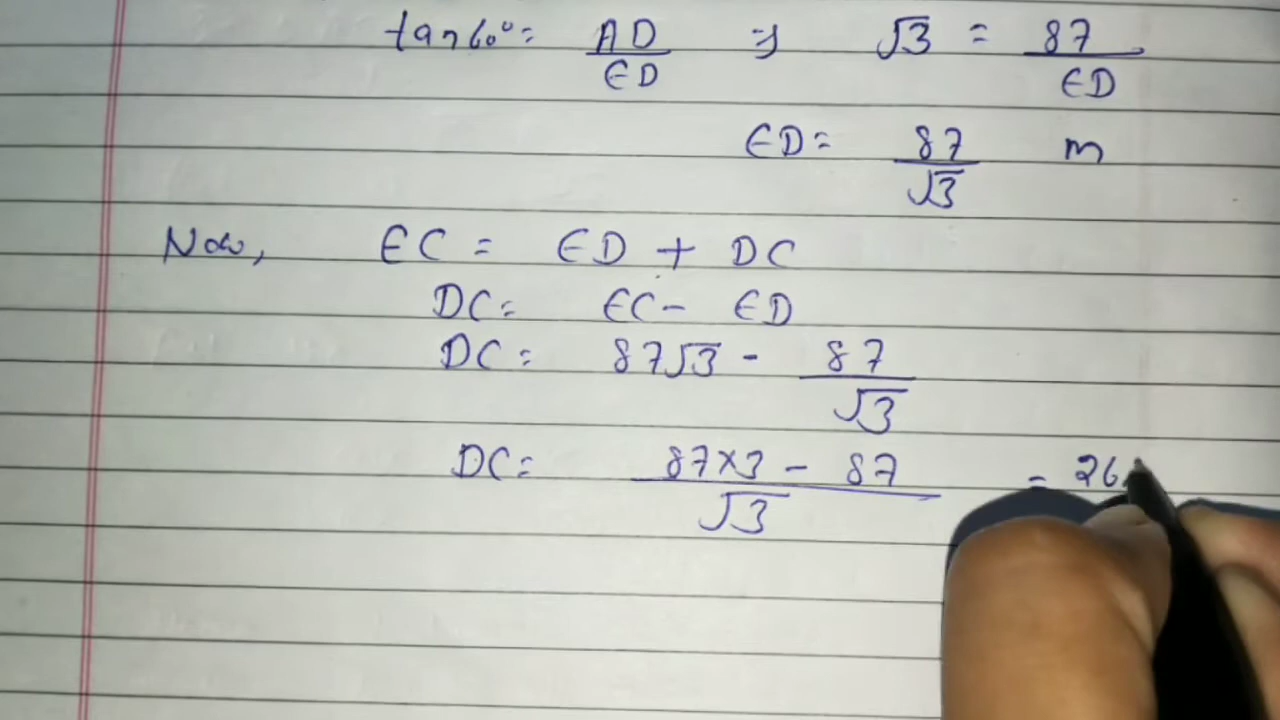 tan60° = AD/ED ⇒ √3 = 87/ED
ED = 87/√3 m
Now, EC = ED + DC
DC = EC - ED
DC = 87√3 - 87/√3
DC = 87×3 - 87/√3 = 26